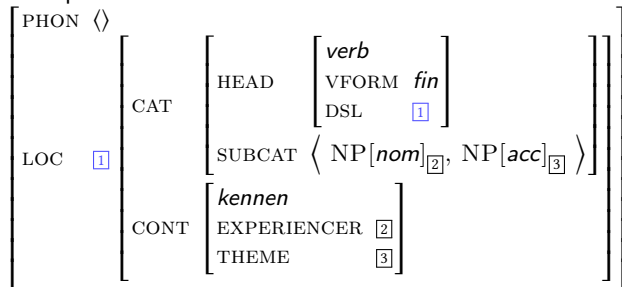 PHON ⟨⟩
verb
HEAD VFORM fin
DSL 1
CAT
SUBCAT ⟨ NP[nom]2, NP[acc]3 ⟩
LOC 1
kennen
CONT EXPERIENCER 2
THEME 3